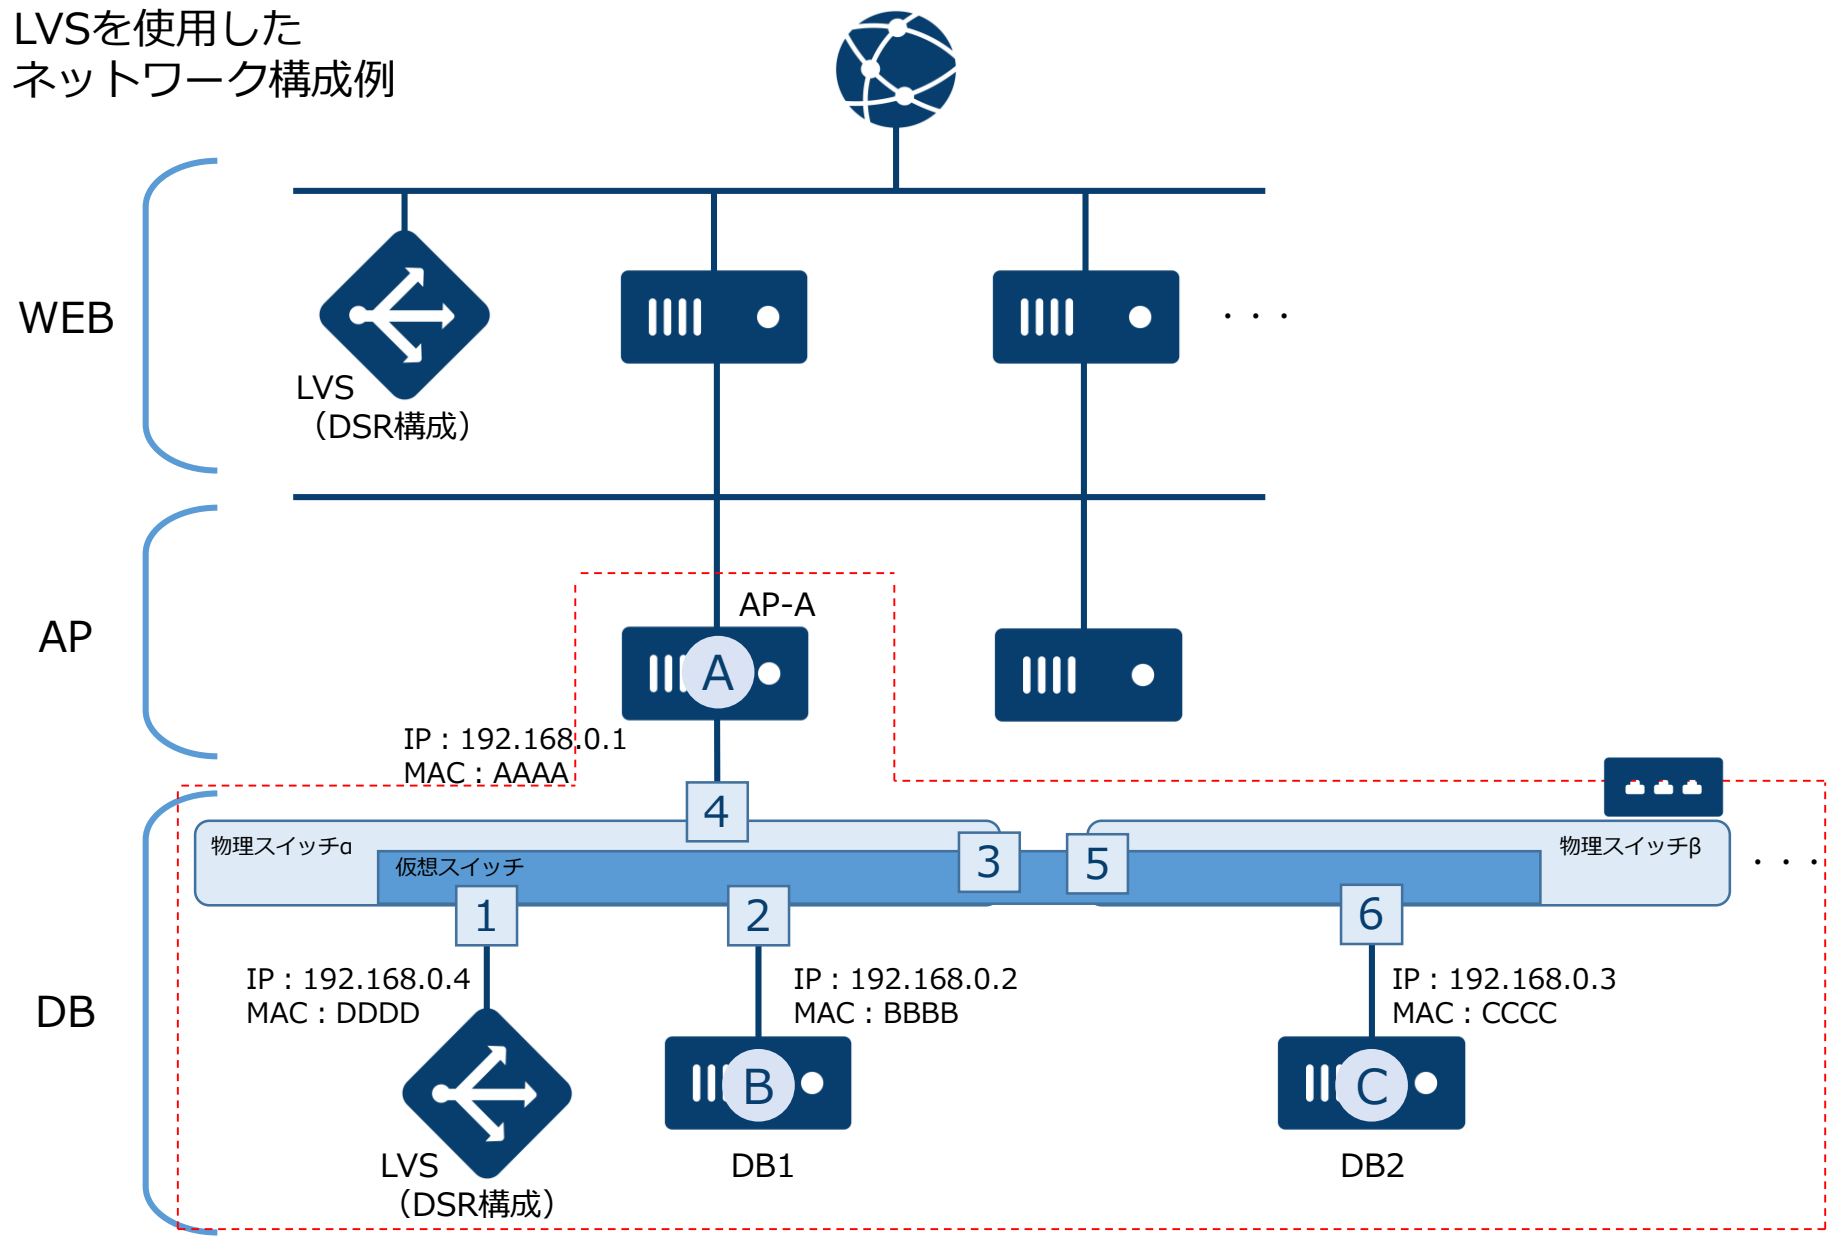 LVSを使用した
ネットワーク構成例
WEB
LVS
（DSR構成）
・・・
AP
AP-A
A
IP：192.168.0.1
MAC：AAAA
4
物理スイッチα
3
5
物理スイッチβ
・・・
仮想スイッチ
1
2
6
DB
IP：192.168.0.4
MAC：DDDD
IP：192.168.0.2
MAC：BBBB
IP：192.168.0.3
MAC：CCCC
B
C
LVS
（DSR構成）
DB1
DB2